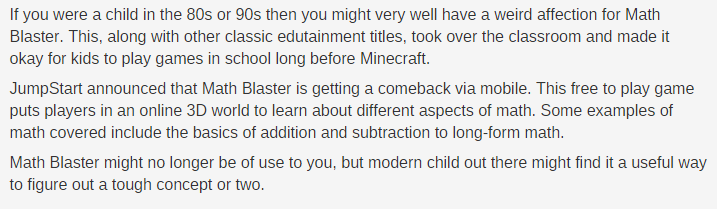 If you were a child in the 80s or 90s then you might very well have a weird affection for Math
Blaster. This, along with other classic edutainment titles, took over the classroom and made it
okay for kids to play games in school long before Minecraft.
JumpStart announced that Math Blaster is getting a comeback via mobile. This free to play game
puts players in an online 3D world to learn about different aspects of math. Some examples of
math covered include the basics of addition and subtraction to long-form math.
Math Blaster might no longer be of use to you, but modern child out there might find it a useful way
to figure out a tough concept or two.